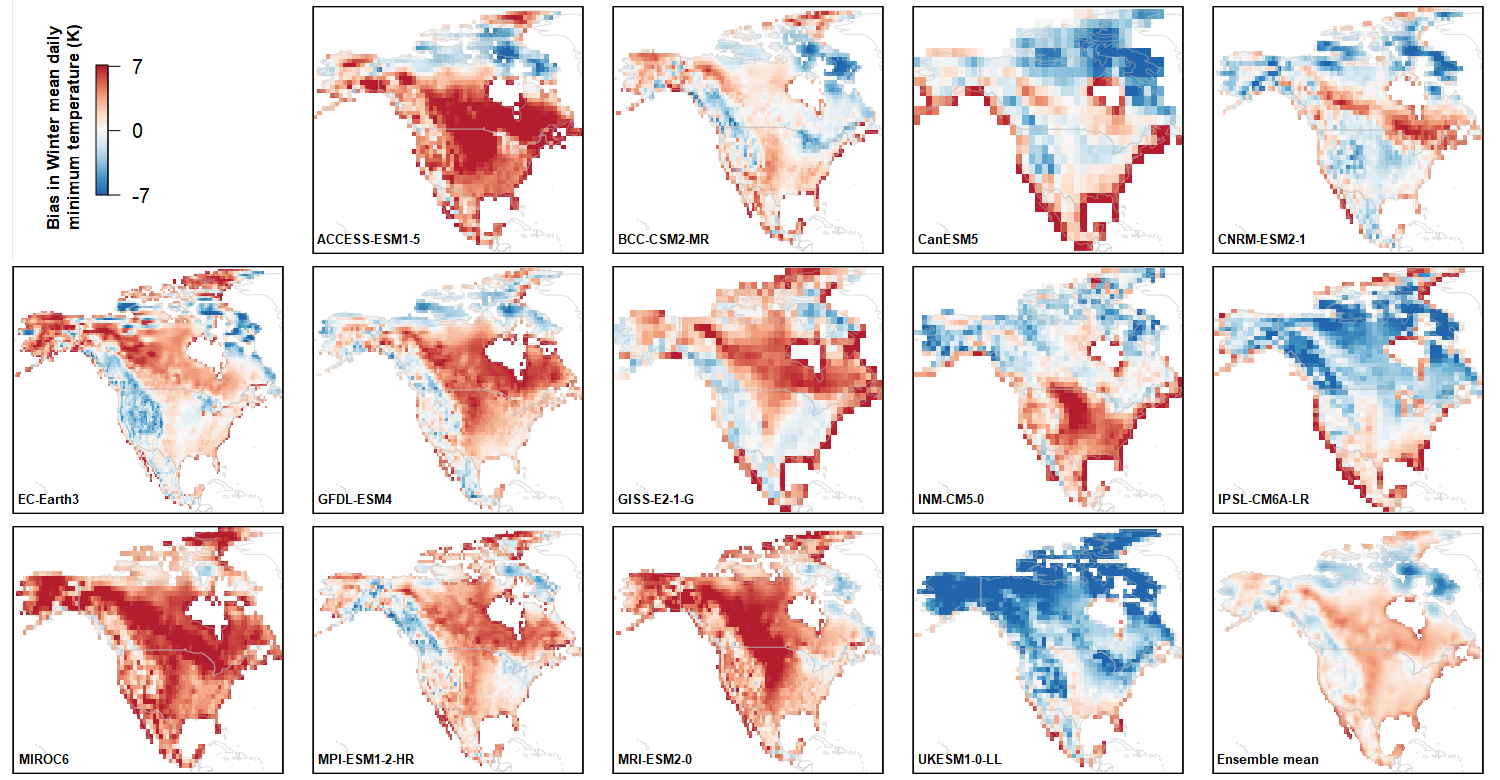 Bias in Winter mean daily
minimum temperature (K)
7
0
-7
ACCESS-ESM1-5
BCC-CSM2-MR
CanESM5
CNRM-ESM2-1
EC-Earth3
GFDL-ESM4
GISS-E2-1-G
INM-CM5-0
IPSL-CM6A-LR
MIROC6
MPI-ESM1-2-HR
MRI-ESM2-0
UKESM1-0-LL
Ensemble mean